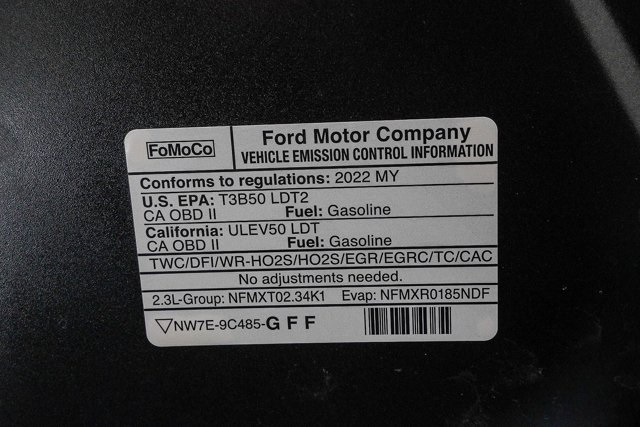 FoMoCo
Ford Motor Company
VEHICLE EMISSION CONTROL INFORMATION
Conforms to regulations: 2022 MY
U.S. EPA: T3B50 LDT2
CA OBD II Fuel: Gasoline
California: ULEV50 LDT
CA OBD II Fuel: Gasoline
TWC/DFI/WR-HO2S/HO2S/EGR/EGRC/TC/CAC
No adjustments needed.
2.3L-Group: NFMXT02.34K1 Evap: NFMXR0185NDF
▽NW7E-9C485-GFF